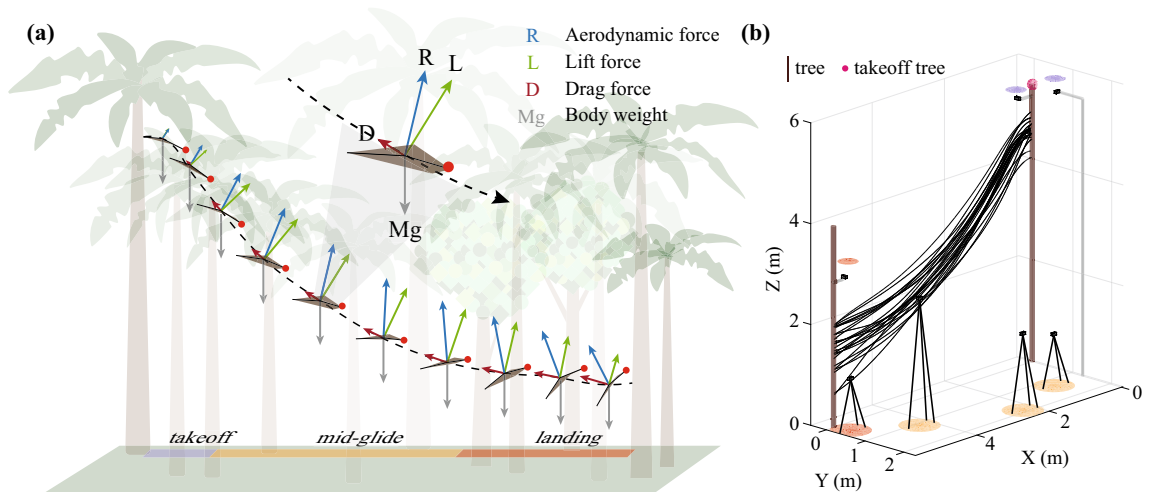 (a)
R Aerodynamic force
L Lift force
D Drag force
Mg Body weight
R L
D
Mg
takeoff mid-glide landing
(b)
tree takeoff tree
6
4
2
0
Z (m)
0
1
2
Y (m)
4
2
0
X (m)